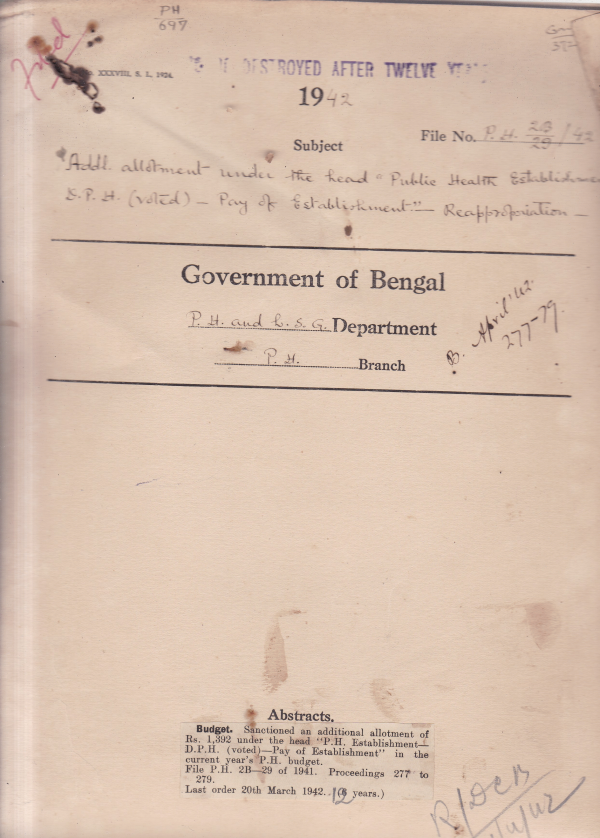 PH
697
XXXVIII, S. I., 1924.
DESTROYED AFTER TWELVE
1942
Subject
File No. P.H. 2B/29 /42
Addl. allotment under the head "Public Health Establishment
D.P.H. (voted) — Pay of Establishment" — Reappropriation —
Government of Bengal
P. H. and L. S. G. Department
P. H. Branch
B. April '42.
277-79.
Abstracts.
Budget. Sanctioned an additional allotment of
Rs. 1,392 under the head "P.H. Establishment—
D.P.H. (voted)—Pay of Establishment" in the
current year's P.H. budget.
File P.H. 2B—29 of 1941. Proceedings 277 to
279.
Last order 20th March 1942. (12 years.)